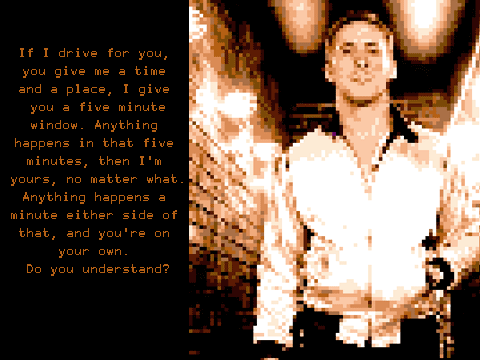 If I drive for you,
you give me a time
and a place, I give
you a five minute
window. Anything
happens in that five
minutes, then I'm
yours, no matter what.
Anything happens a
minute either side of
that, and you're on
your own.
Do you understand?